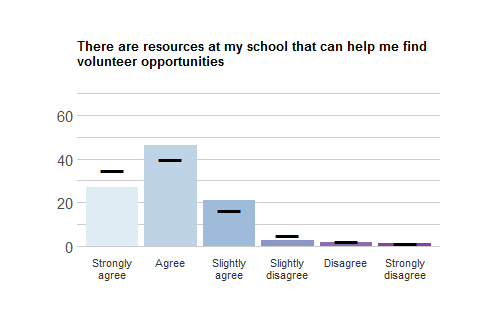 There are resources at my school that can help me find
volunteer opportunities
60
40
20
0
Strongly
agree
Agree
Slightly
agree
Slightly
disagree
Disagree
Strongly
disagree